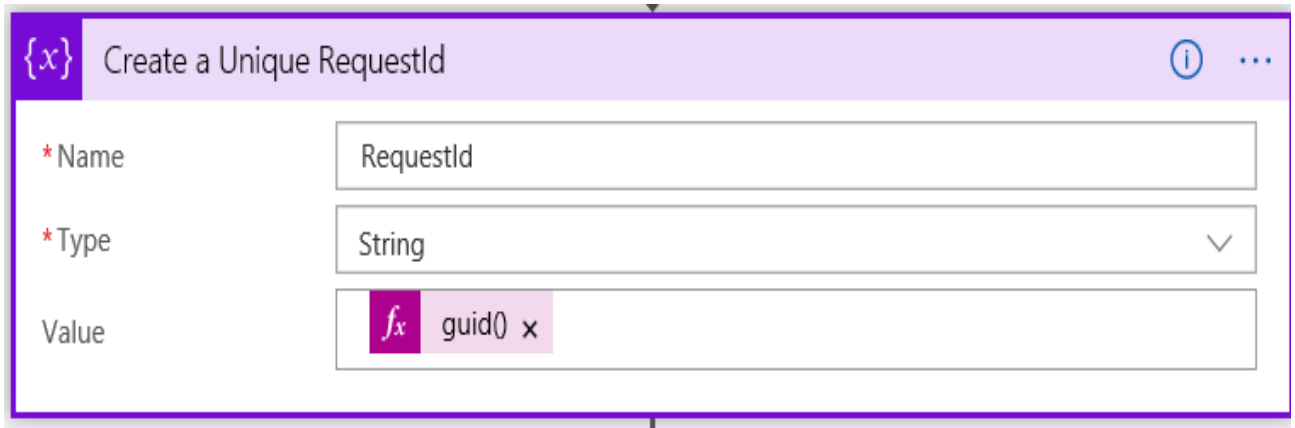 {x} Create a Unique RequestId
* Name RequestId
* Type String
Value fx guid() ×